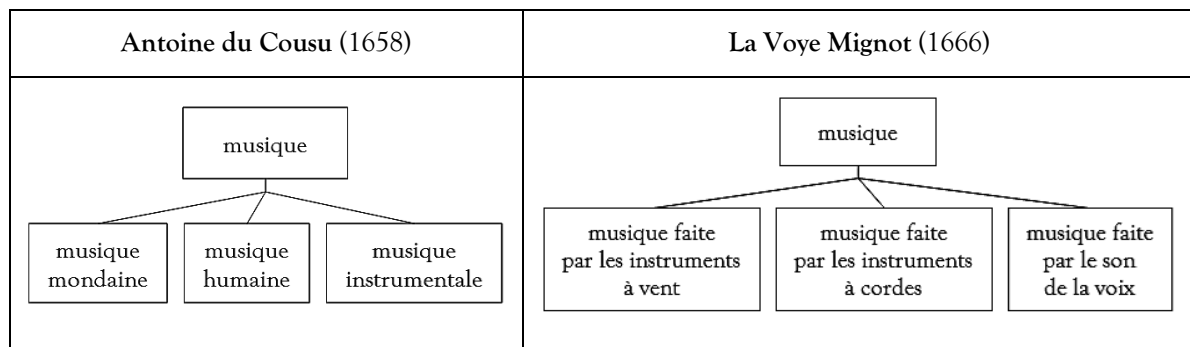 Antoine du Cousu (1658)
musique
musique
mondaine
musique
humaine
musique
instrumentale
La Voye Mignot (1666)
musique
musique faite
par les instruments
à vent
musique faite
par les instruments
à cordes
musique faite
par le son
de la voix